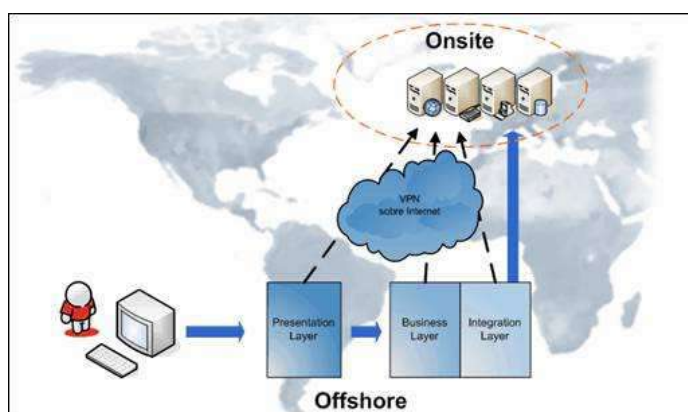 Onsite
VPN
sobre Internet
Presentation
Layer
Business
Layer
Integration
Layer
Offshore